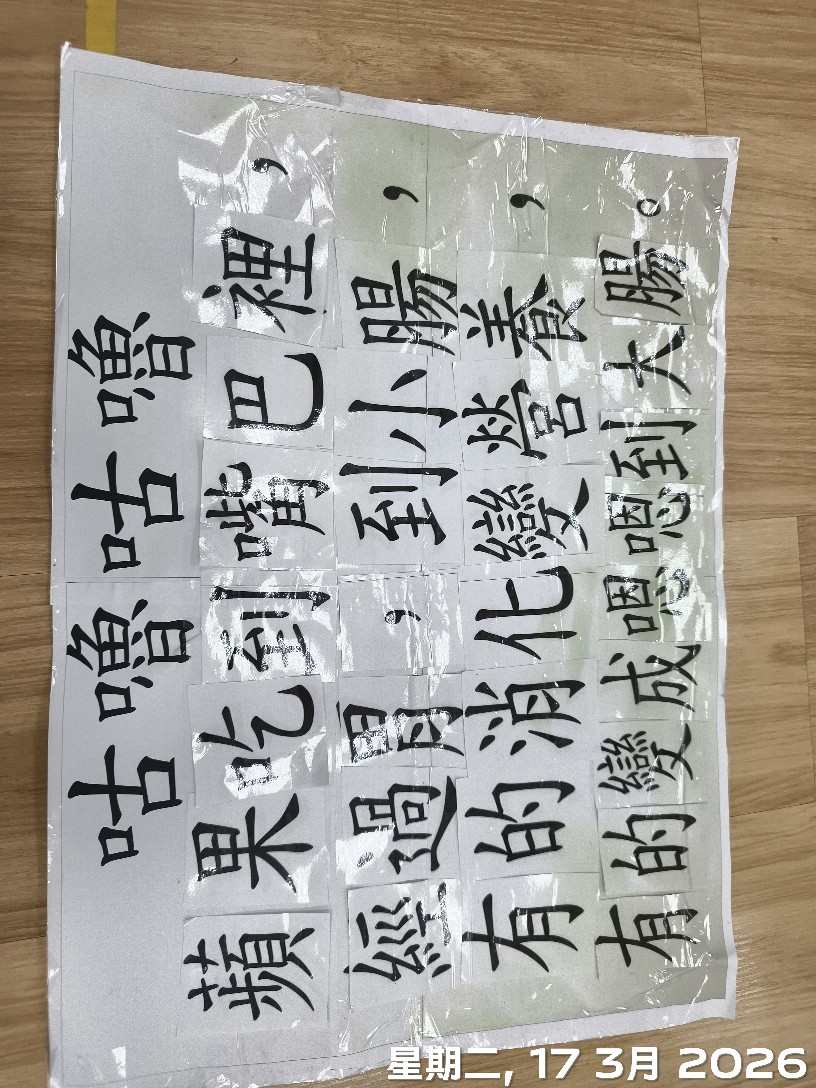 咕嚕咕嚕
蘋果吃到嘴巴裡，
經過胃，到小腸，
有的消化變營養，
有的變成嗯嗯到大腸。
星期二, 17 3月 2026